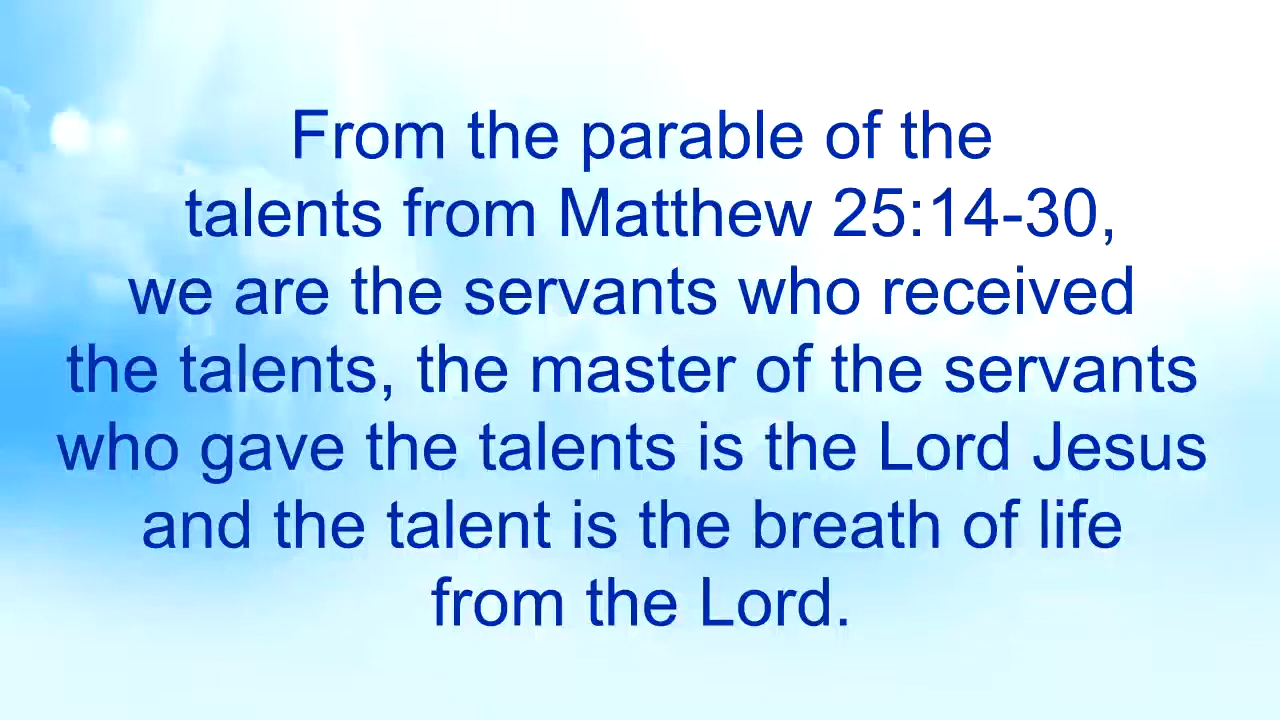 From the parable of the
talents from Matthew 25:14-30,
we are the servants who received
the talents, the master of the servants
who gave the talents is the Lord Jesus
and the talent is the breath of life
from the Lord.